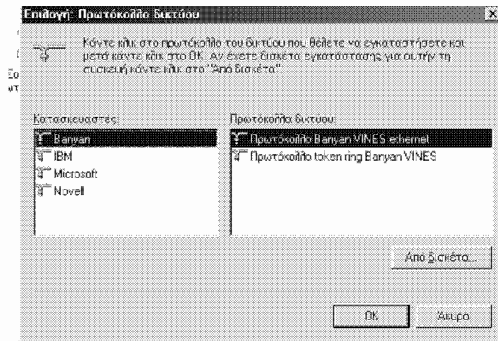 Επιλογή: Πρωτόκολλο δικτύου
Κάντε κλικ στο πρωτόκολλο του δικτύου που θέλετε να εγκαταστήσετε και
μετά κάντε κλικ στο OK. Αν έχετε δισκέτα εγκατάστασης για αυτήν τη
συσκευή κάντε κλικ στο "Από δισκέτα".
Κατασκευαστές:
Πρωτόκολλα δικτύου:
Banyan
IBM
Microsoft
Novell
Πρωτόκολλο Banyan VINES ethernet
Πρωτόκολλο token ring Banyan VINES
Από δισκέτα...
OK
Άκυρο